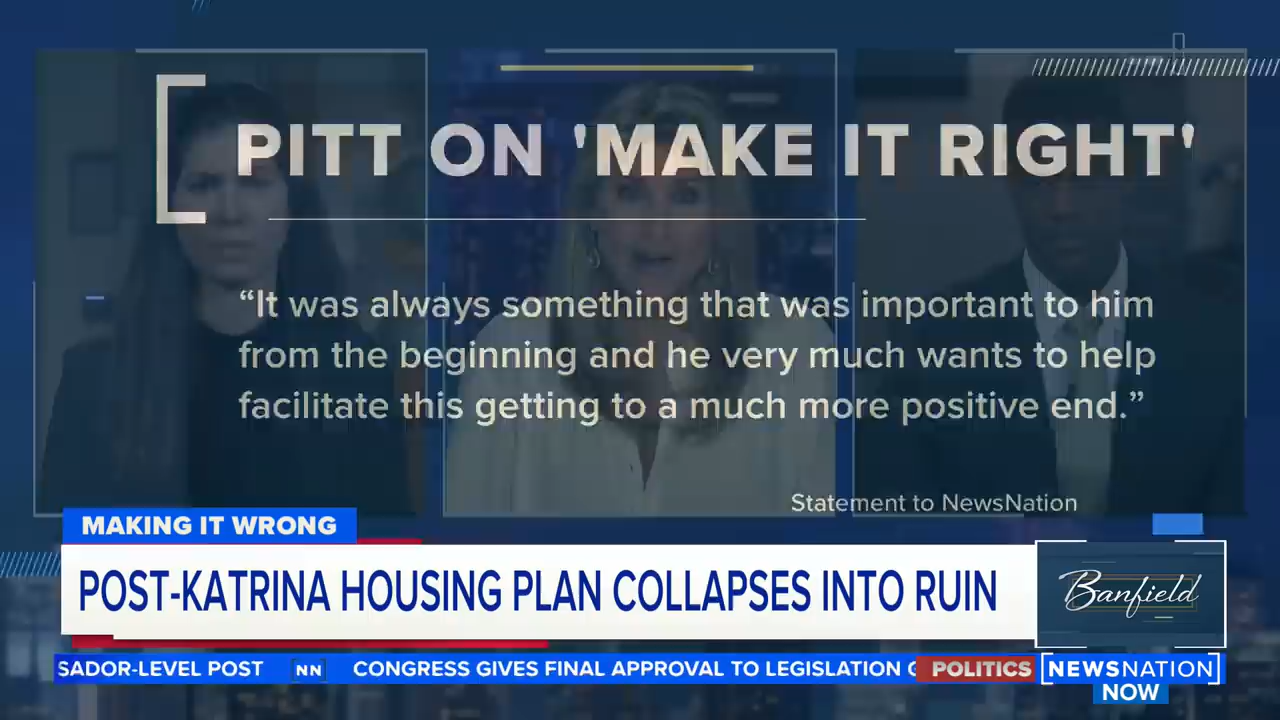 PITT ON 'MAKE IT RIGHT'
“It was always something that was important to him
from the beginning and he very much wants to help
facilitate this getting to a much more positive end.”
Statement to NewsNation
MAKING IT WRONG
POST-KATRINA HOUSING PLAN COLLAPSES INTO RUIN
Banfield
SADOR-LEVEL POST NN CONGRESS GIVES FINAL APPROVAL TO LEGISLATION POLITICS NEWSNATION
NOW